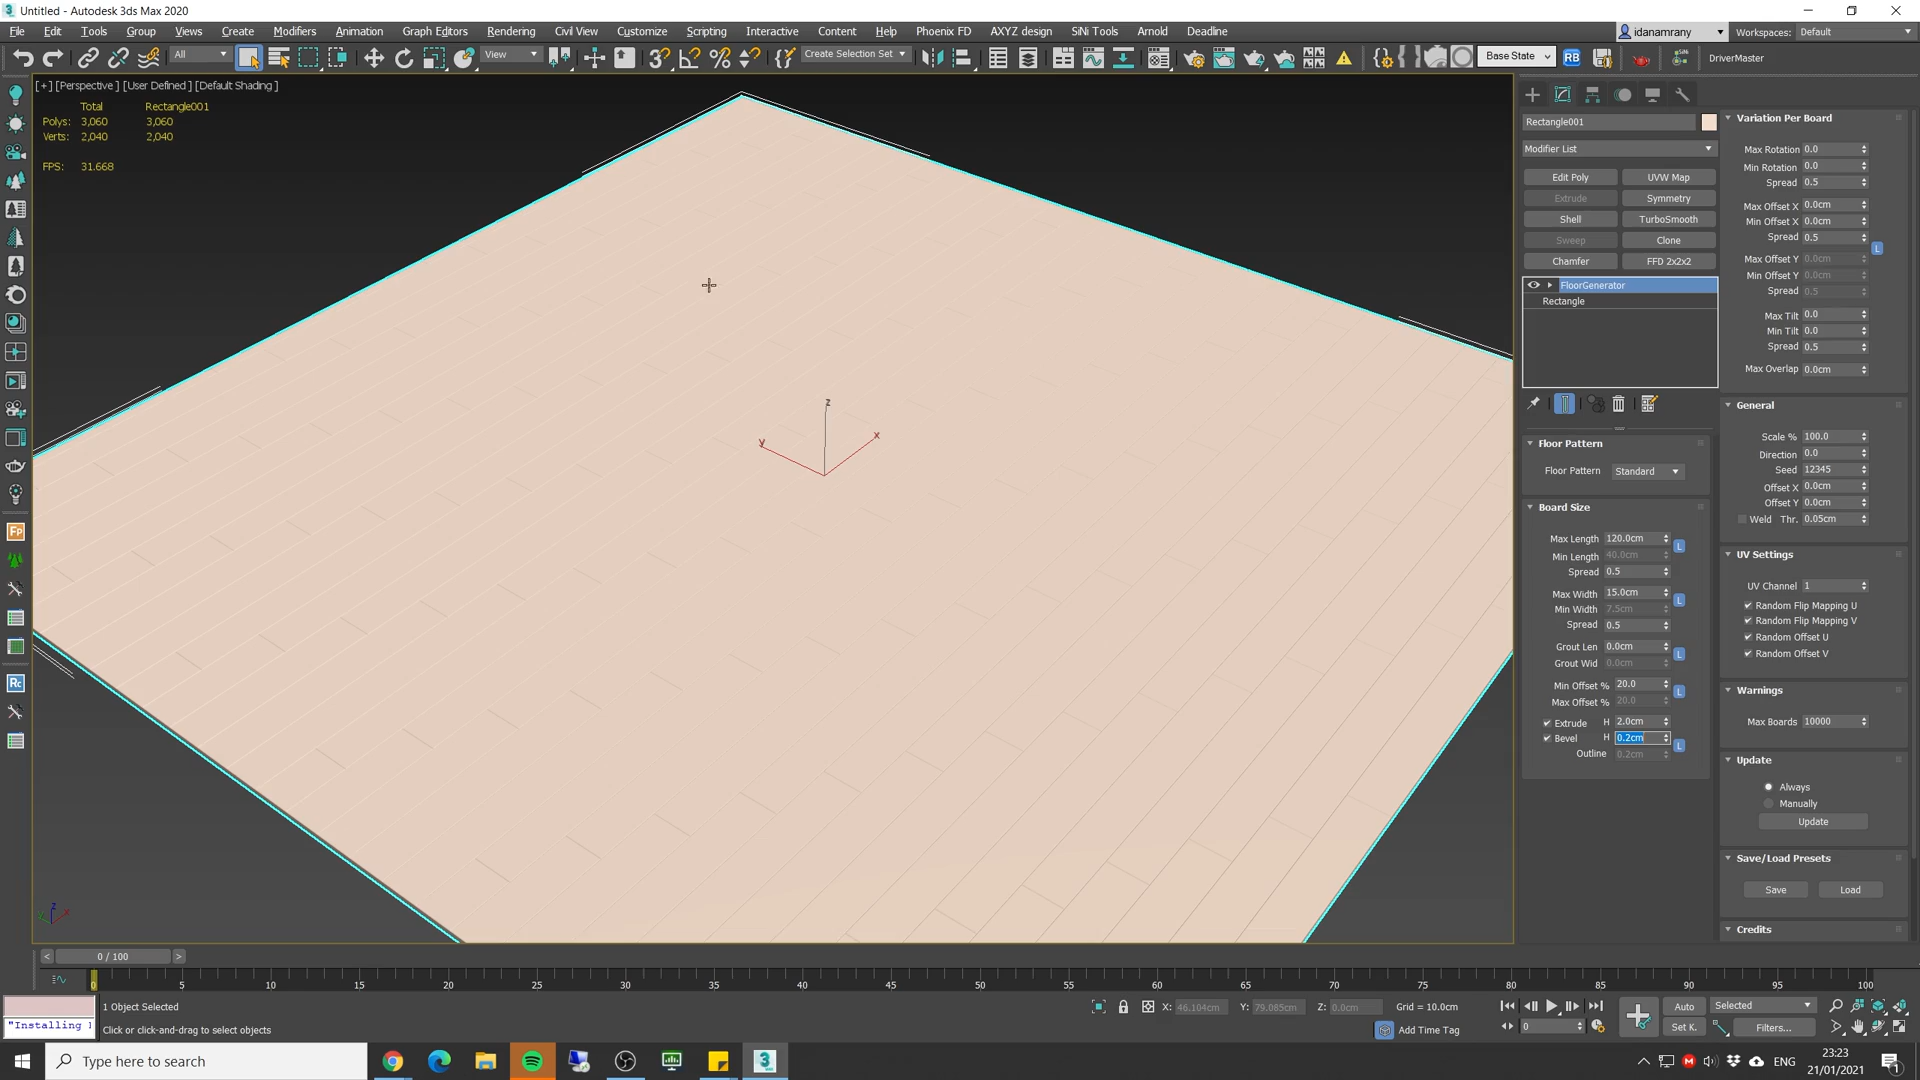 Untitled - Autodesk 3ds Max 2020
File Edit Tools Group Views Create Modifiers Animation Graph Editors Rendering Civil View Customize Scripting Interactive Content Help Phoenix FD AXYZ design SiNi Tools Arnold Deadline
idanamrany Workspaces: Default
All View Create Selection Set Base State RB DriverMaster
[+] [Perspective ] [User Defined ] [Default Shading ]
Total Rectangle001
Polys: 3,060 3,060
Verts: 2,040 2,040
FPS: 31.668
z
y
x
Rectangle001
Modifier List
Edit Poly UVW Map
Extrude Symmetry
Shell TurboSmooth
Sweep Clone
Chamfer FFD 2x2x2
FloorGenerator
Rectangle
Floor Pattern
Floor Pattern Standard
Board Size
Max Length 120.0cm
L
Min Length 40.0cm
Spread 0.5
Max Width 15.0cm
L
Min Width 7.5cm
Spread 0.5
Grout Len 0.0cm
L
Grout Wid 0.0cm
Min Offset % 20.0
L
Max Offset % 20.0
Extrude H 2.0cm
Bevel H 0.2cm
L
Outline 0.2cm
Variation Per Board
Max Rotation 0.0
Min Rotation 0.0
Spread 0.5
Max Offset X 0.0cm
Min Offset X 0.0cm
Spread 0.5
L
Max Offset Y 0.0cm
Min Offset Y 0.0cm
Spread 0.5
Max Tilt 0.0
Min Tilt 0.0
Spread 0.5
Max Overlap 0.0cm
General
Scale % 100.0
Direction 0.0
Seed 12345
Offset X 0.0cm
Offset Y 0.0cm
Weld Thr. 0.05cm
UV Settings
UV Channel 1
Random Flip Mapping U
Random Flip Mapping V
Random Offset U
Random Offset V
Warnings
Max Boards 10000
Update
Always
Manually
Update
Save/Load Presets
Save Load
Credits
Fp
Rc
z
x
< 0 / 100 >
0 5 10 15 20 25 30 35 40 45 50 55 60 65 70 75 80 85 90 95 100
1 Object Selected
X: 46.104cm Y: 79.085cm Z: 0.0cm Grid = 10.0cm
Auto Selected
"Installing
Click or click-and-drag to select objects
Add Time Tag
0
Set K. Filters...
Type here to search
3
ENG
23:23
21/01/2021
1